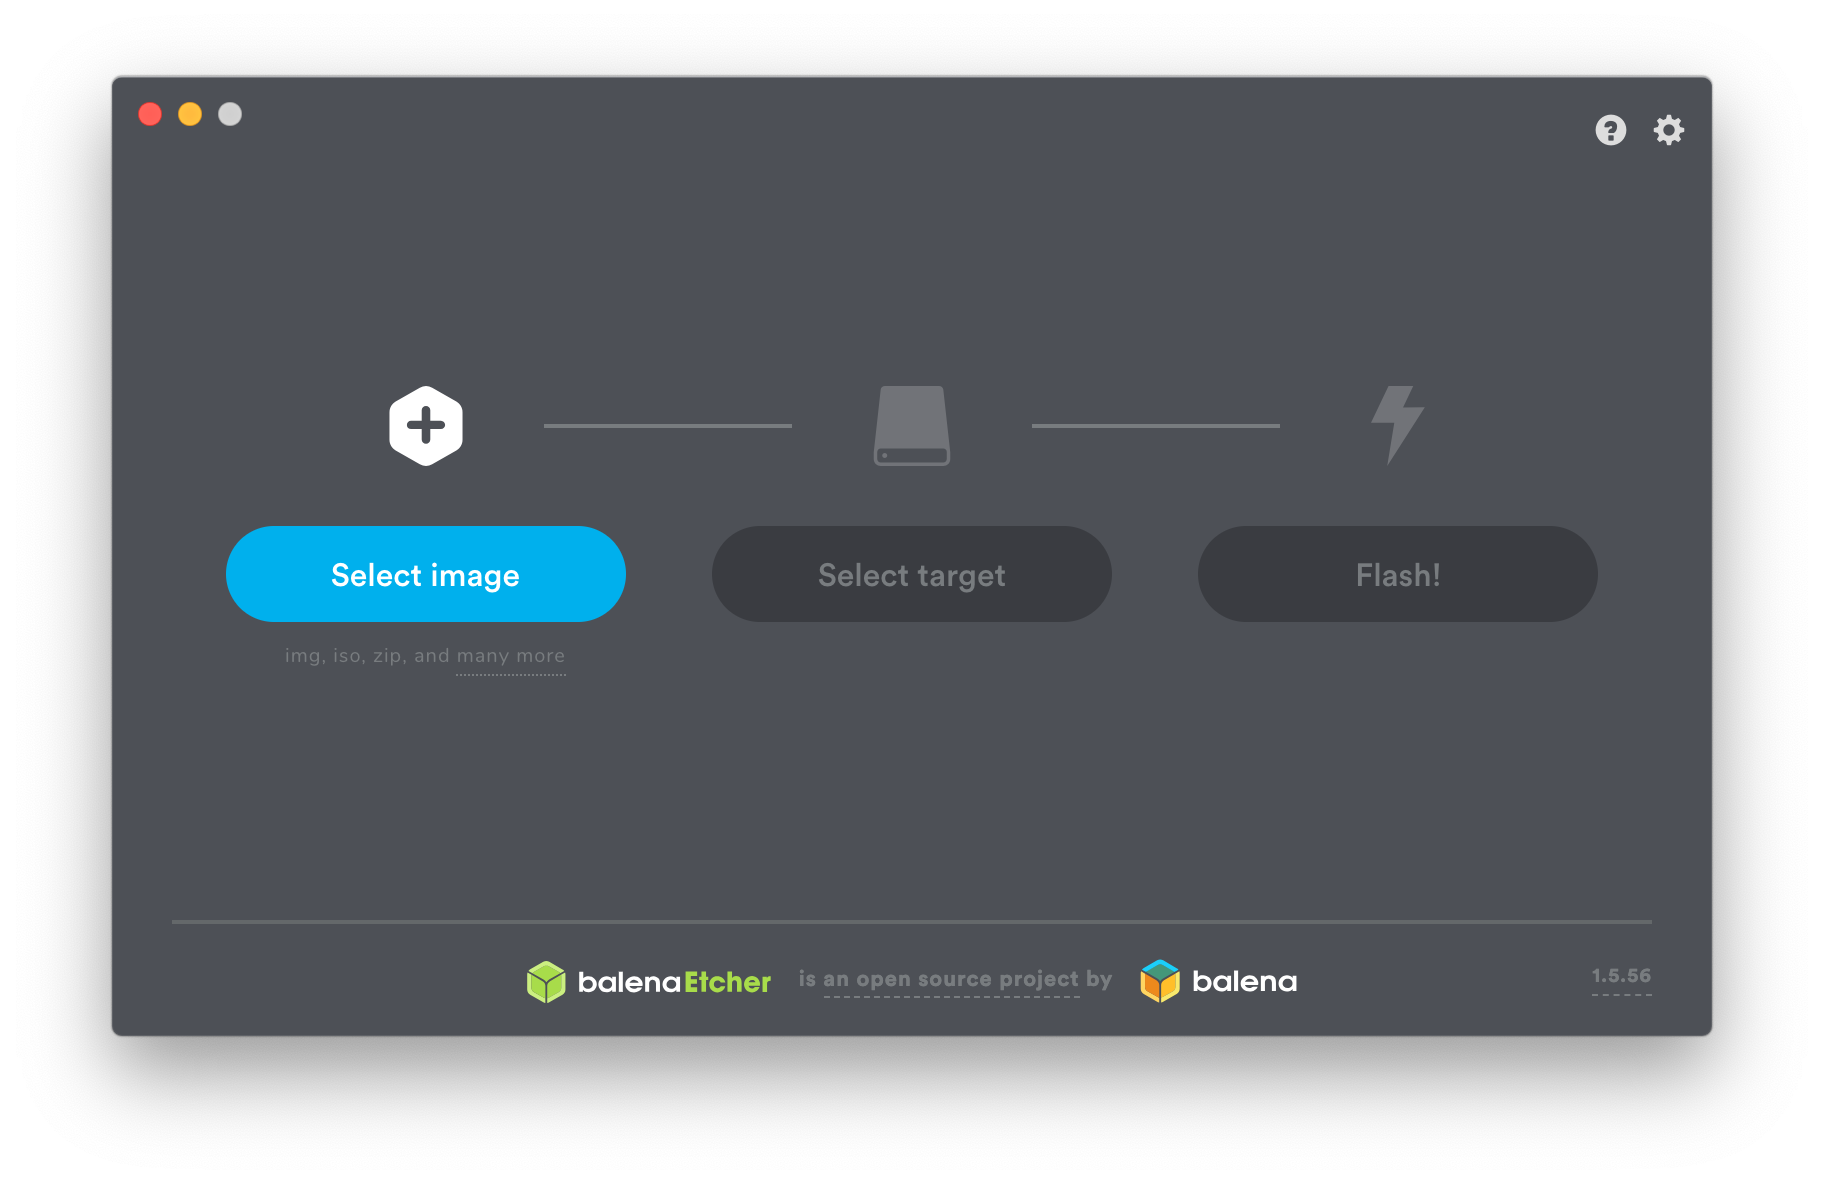 Select image
Select target
Flash!
img, iso, zip, and many more
balenaEtcher is an open source project by balena
1.5.56